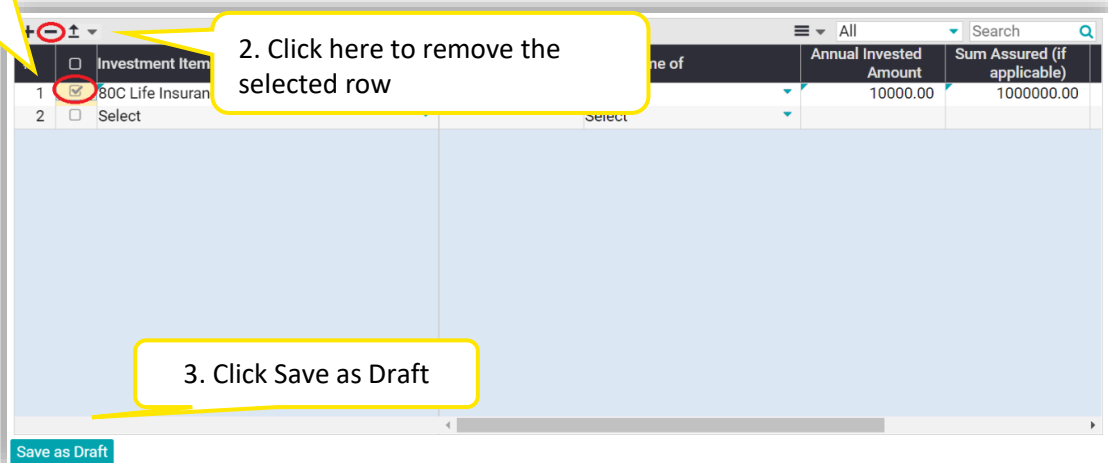 All
Search
2. Click here to remove the
selected row
Investment Item
me of
Annual Invested
Amount
Sum Assured (if
applicable)
1
80C Life Insuran
10000.00
1000000.00
2
Select
Select
3. Click Save as Draft
Save as Draft